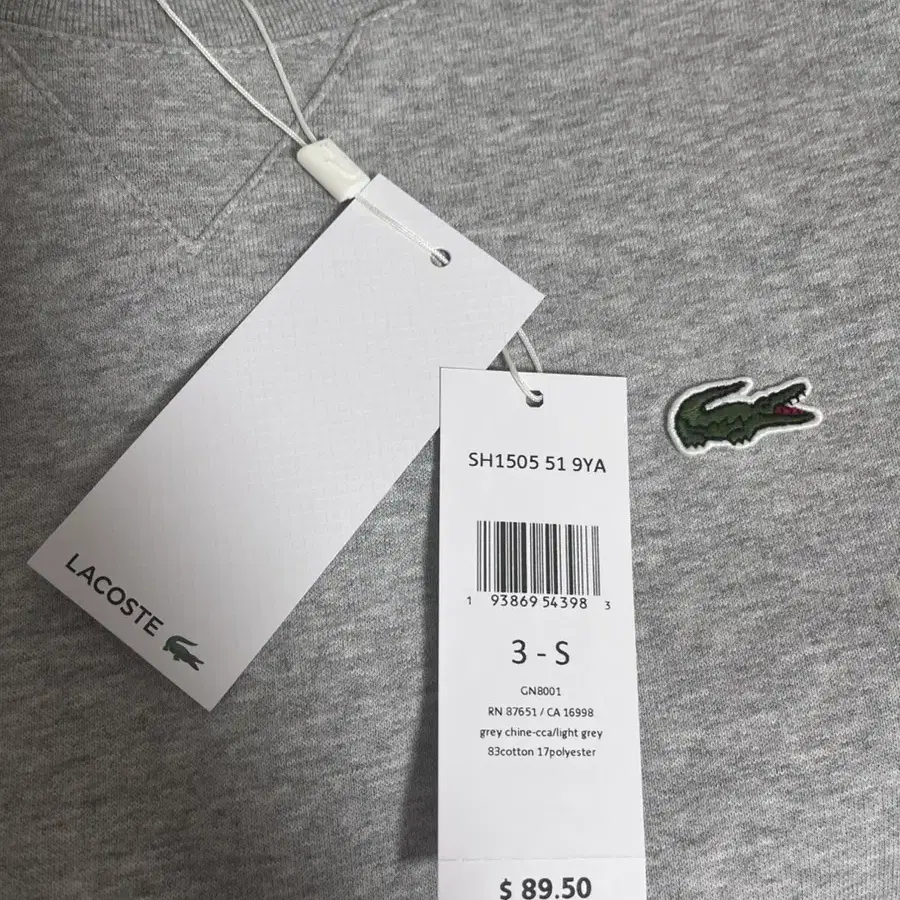 LACOSTE
SH1505 51 9YA
1 93869 54398 3
3 - S
GN8001
RN 87651 / CA 16998
grey chine-cca/light grey
83cotton 17polyester
$ 89.50